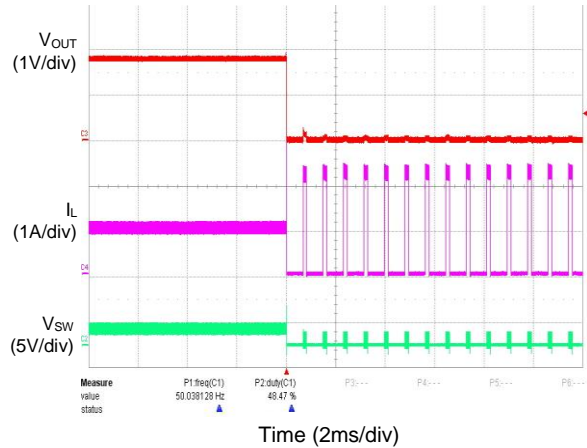 VOUT
(1V/div)
C3
IL
(1A/div)
C4
VSW
(5V/div)
Measure P1:freq(C1) P2:duty(C1) P3:- - - P4:- - - P5:- - - P6:- - -
value 50.038128 Hz 48.47 %
status
Time (2ms/div)